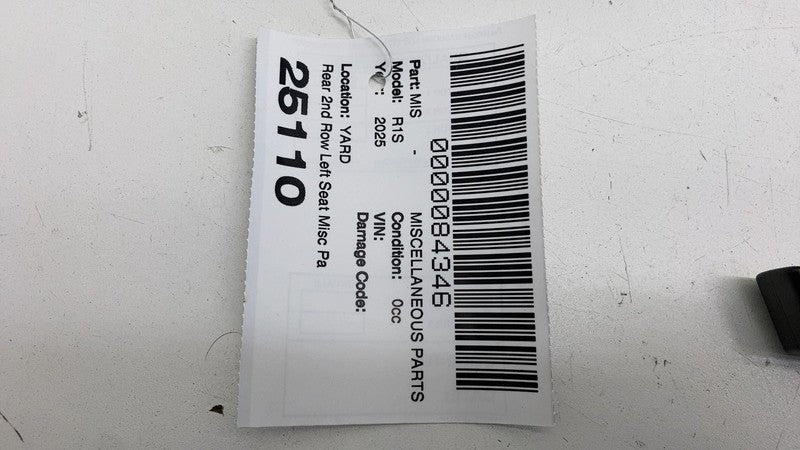 0000084346
Part: MIS - MISCELLANEOUS PARTS
Model: R1S Condition: 0cc
Year: 2025 VIN:
Damage Code:
Location: YARD
Rear 2nd Row Left Seat Misc Pa
25110